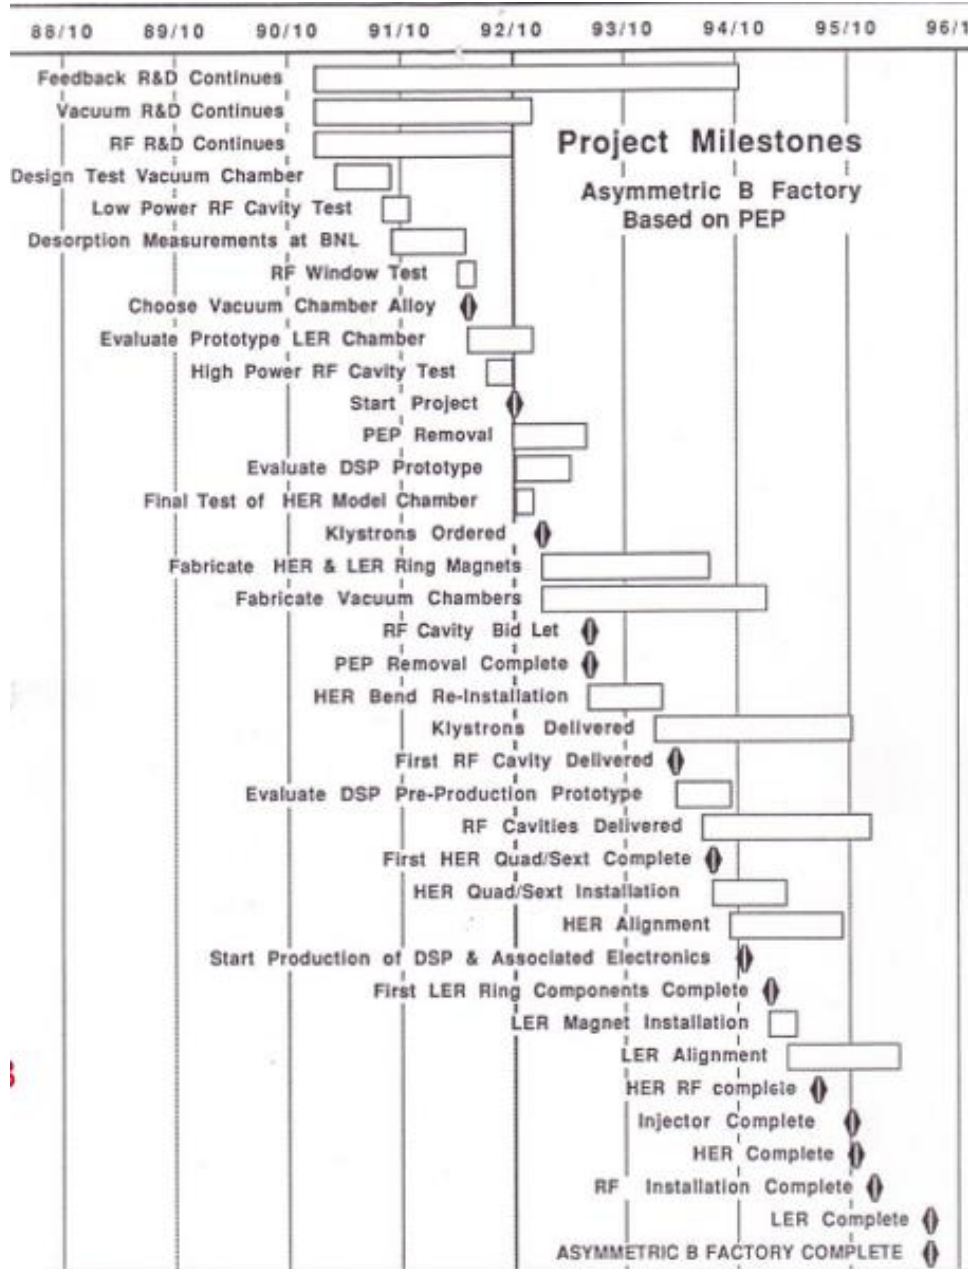 88/10 89/10 90/10 91/10 92/10 93/10 94/10 95/10 96/1
Feedback R&D Continues
Vacuum R&D Continues
RF R&D Continues
Project Milestones
Design Test Vacuum Chamber
Asymmetric B Factory
Low Power RF Cavity Test
Based on PEP
Desorption Measurements at BNL
RF Window Test
Choose Vacuum Chamber Alloy
Evaluate Prototype LER Chamber
High Power RF Cavity Test
Start Project
PEP Removal
Evaluate DSP Prototype
Final Test of HER Model Chamber
Klystrons Ordered
Fabricate HER & LER Ring Magnets
Fabricate Vacuum Chambers
RF Cavity Bid Let
PEP Removal Complete
HER Bend Re-Installation
Klystrons Delivered
First RF Cavity Delivered
Evaluate DSP Pre-Production Prototype
RF Cavities Delivered
First HER Quad/Sext Complete
HER Quad/Sext Installation
HER Alignment
Start Production of DSP & Associated Electronics
First LER Ring Components Complete
LER Magnet Installation
LER Alignment
HER RF complete
Injector Complete
HER Complete
RF Installation Complete
LER Complete
ASYMMETRIC B FACTORY COMPLETE